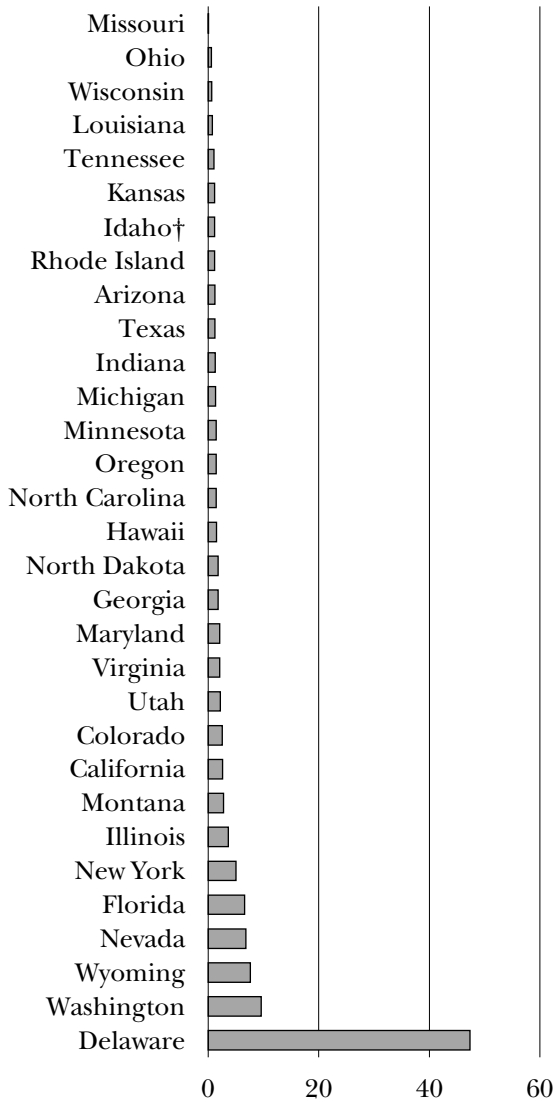 Missouri
Ohio
Wisconsin
Louisiana
Tennessee
Kansas
Idaho†
Rhode Island
Arizona
Texas
Indiana
Michigan
Minnesota
Oregon
North Carolina
Hawaii
North Dakota
Georgia
Maryland
Virginia
Utah
Colorado
California
Montana
Illinois
New York
Florida
Nevada
Wyoming
Washington
Delaware
0 20 40 60